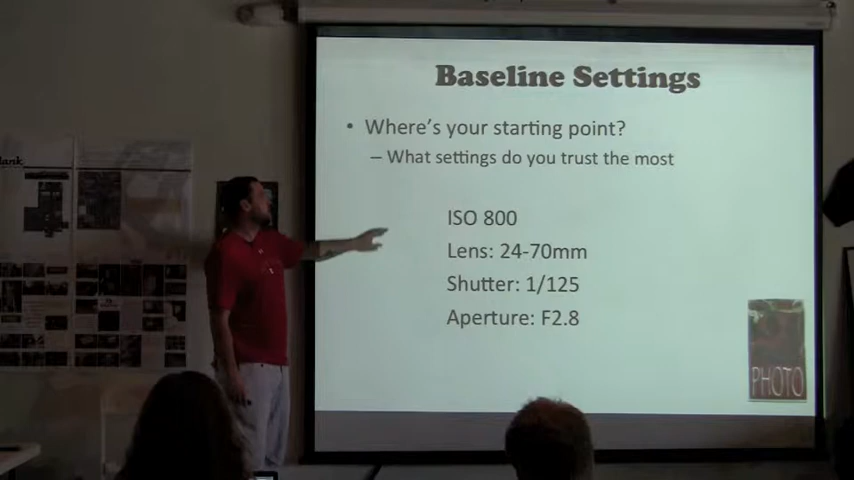 Baseline Settings
• Where's your starting point?
– What settings do you trust the most
ISO 800
Lens: 24-70mm
Shutter: 1/125
Aperture: F2.8
PHOTO